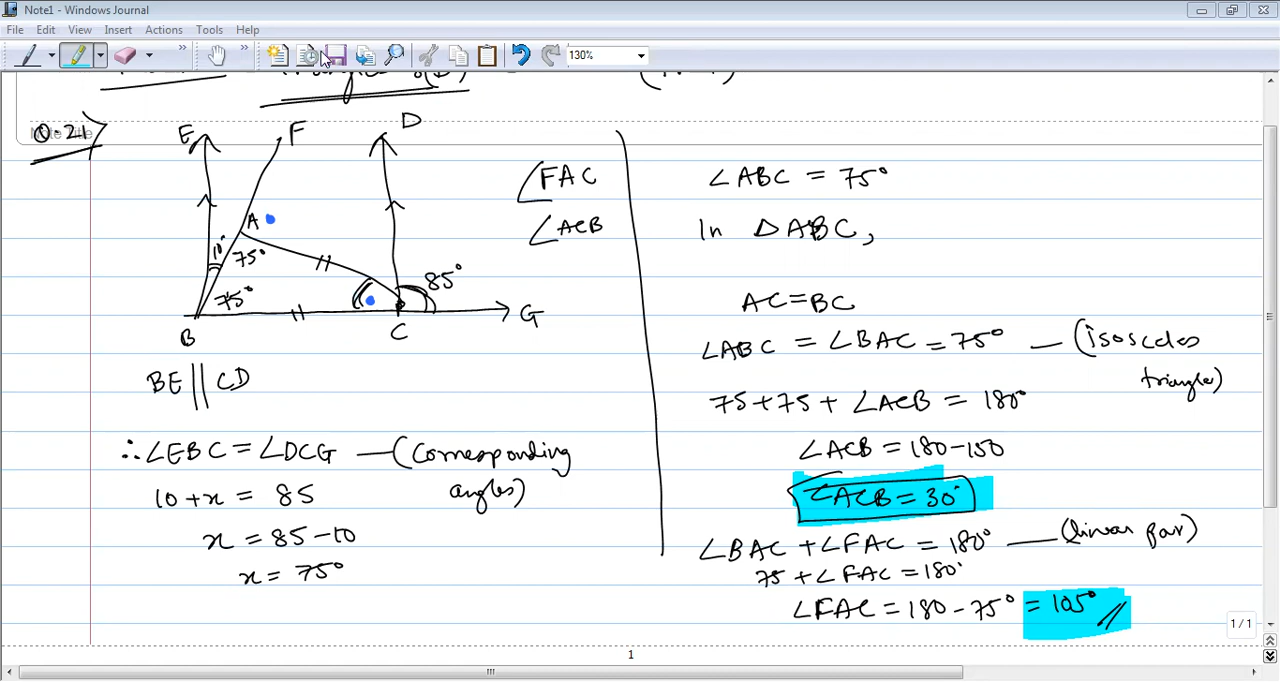 Note1 - Windows Journal
File Edit View Insert Actions Tools Help
130%
Q.21
E F D
A
10°
75°
75°
85°
B C G
∠FAC
∠ACB
BE || CD
∴ ∠EBC = ∠DCG — (Corresponding
angles)
10+x = 85
x = 85-10
x = 75°
∠ABC = 75°
In △ABC,
AC=BC
∠ABC = ∠BAC = 75° — (isosceles
triangle)
75+75+ ∠ACB = 180°
∠ACB = 180-150
∠ACB = 30°
∠BAC + ∠FAC = 180° — (linear pair)
75 + ∠FAC = 180°
∠FAC = 180-75° = 105°
1 / 1
1